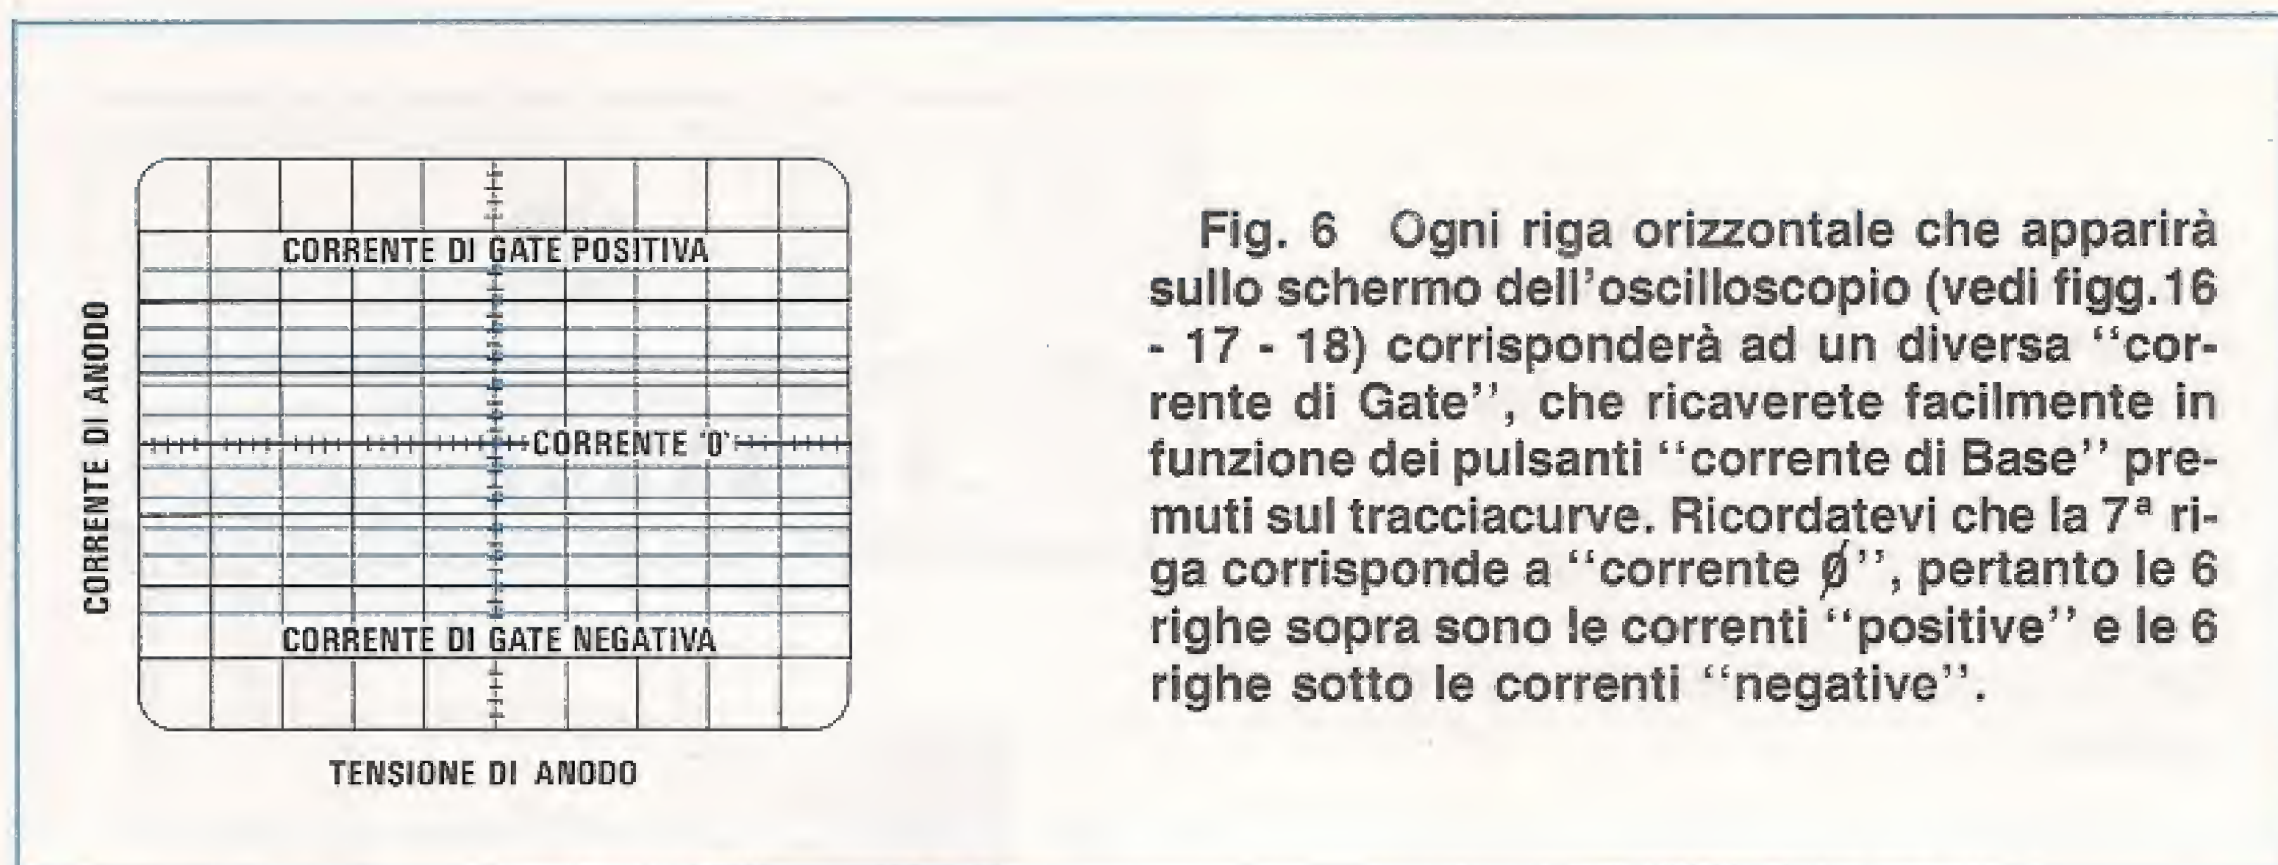 CORRENTE DI GATE POSITIVA
CORRENTE DI ANODO
CORRENTE '0'
CORRENTE DI GATE NEGATIVA
TENSIONE DI ANODO
Fig. 6 Ogni riga orizzontale che apparirà
sullo schermo dell'oscilloscopio (vedi figg.16
- 17 - 18) corrisponderà ad un diversa ‘‘cor-
rente di Gate’’, che ricaverete facilmente in
funzione dei pulsanti ‘‘corrente di Base’’ pre-
muti sul tracciacurve. Ricordatevi che la 7ª ri-
ga corrisponde a ‘‘corrente Ø’’, pertanto le 6
righe sopra sono le correnti ‘‘positive’’ e le 6
righe sotto le correnti ‘‘negative’’.